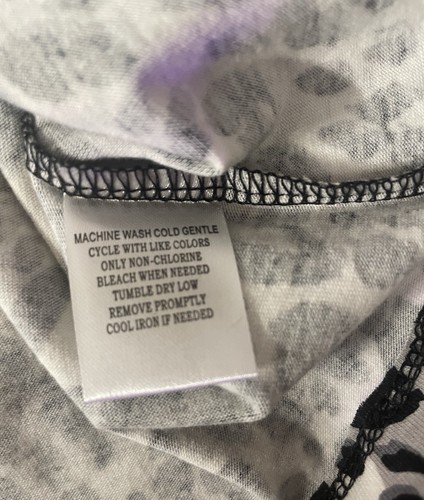 MACHINE WASH COLD GENTLE
CYCLE WITH LIKE COLORS
ONLY NON-CHLORINE
BLEACH WHEN NEEDED
TUMBLE DRY LOW
REMOVE PROMPTLY
COOL IRON IF NEEDED